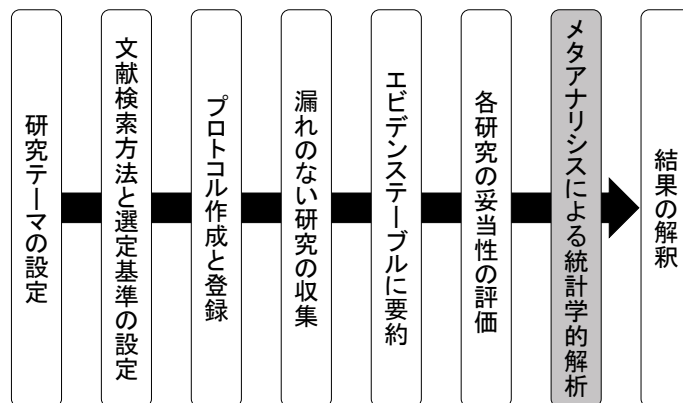 研究テーマの設定
文献検索方法と選定基準の設定
プロトコル作成と登録
漏れのない研究の収集
エビデンステーブルに要約
各研究の妥当性の評価
メタアナリシスによる統計学的解析
結果の解釈